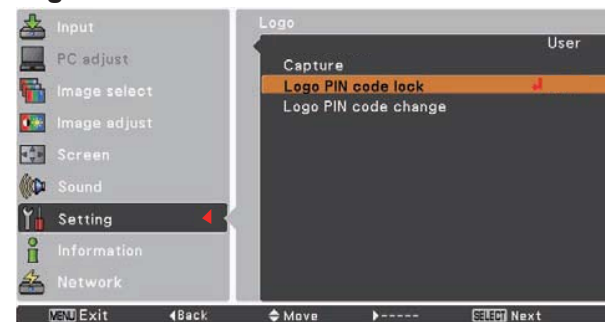 Input
PC adjust
Image select
Image adjust
Screen
Sound
Setting
Information
Network
Logo
User
Capture
Logo PIN code lock
Logo PIN code change
MENU Exit ◀Back Move ▶----- SELECT Next